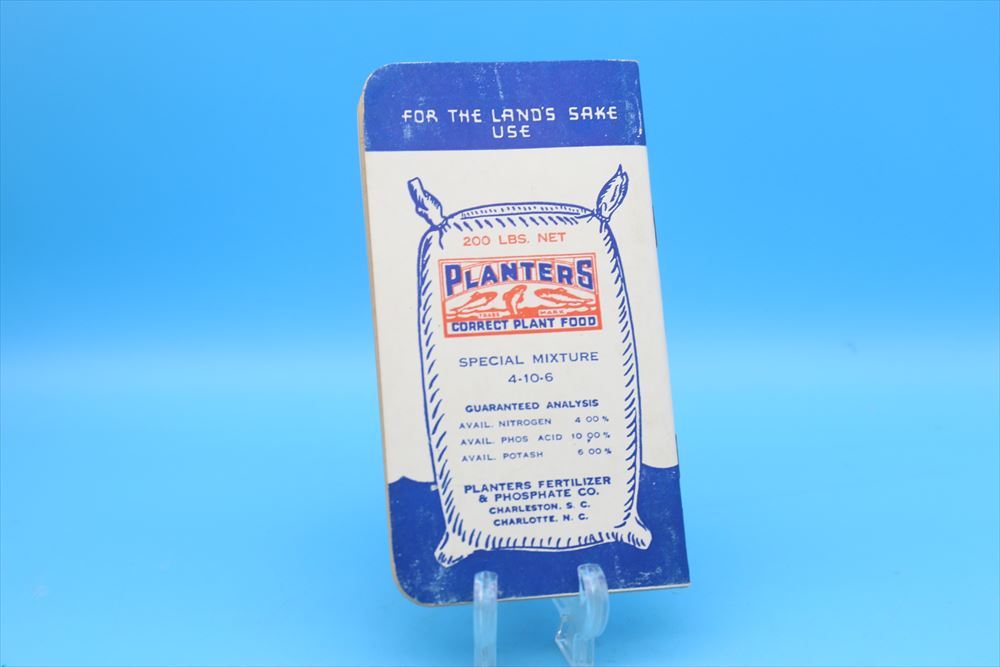 FOR THE LAND'S SAKE
USE
200 LBS. NET
PLANTERS
TRADE MARK
CORRECT PLANT FOOD
SPECIAL MIXTURE
4-10-6
GUARANTEED ANALYSIS
AVAIL. NITROGEN 4 00 %
AVAIL. PHOS ACID 10 00 %
AVAIL. POTASH 6 00 %
PLANTERS FERTILIZER
& PHOSPHATE CO.
CHARLESTON, S. C.
CHARLOTTE, N. C.